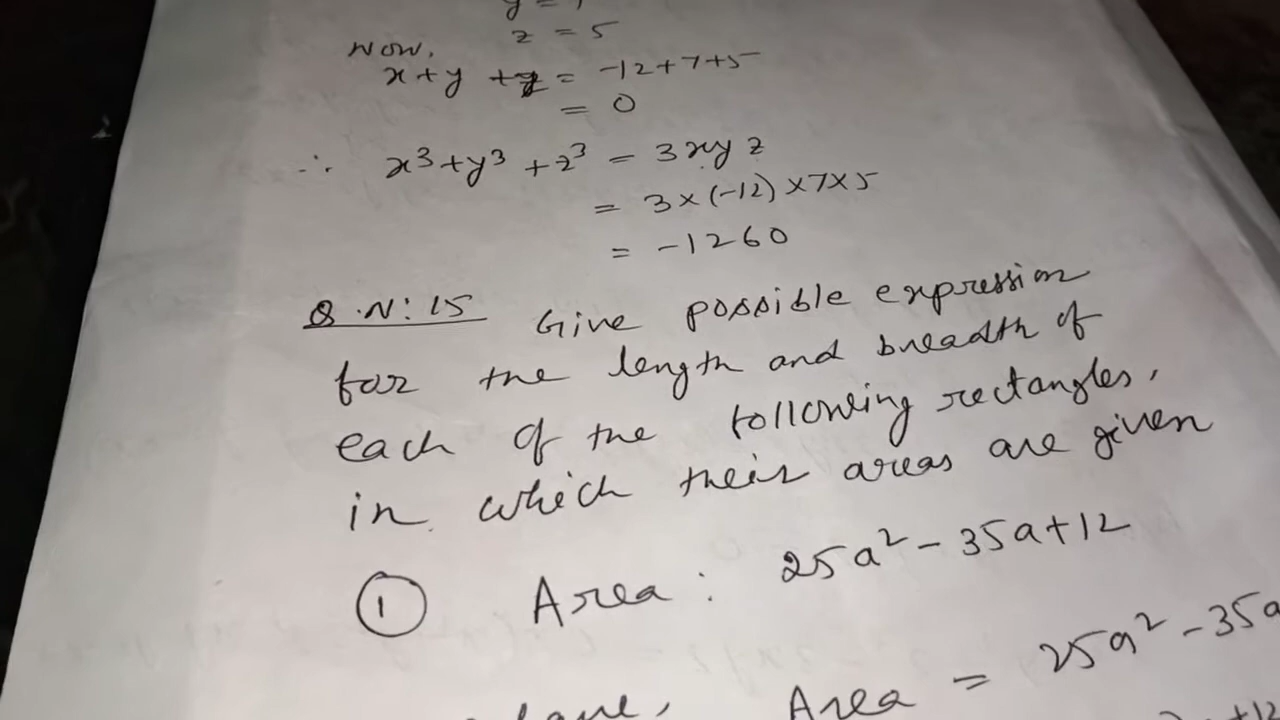 z = 5
Now,
x+y +z = -12+7+5
= 0
∴ x³+y³+z³ = 3xyz
= 3×(-12)×7×5
= -1260
Q.N: 15 Give possible expression
for the length and breadth of
each of the following rectangles,
in which their areas are given
① Area: 25a²-35a+12
Area = 25a²-35a